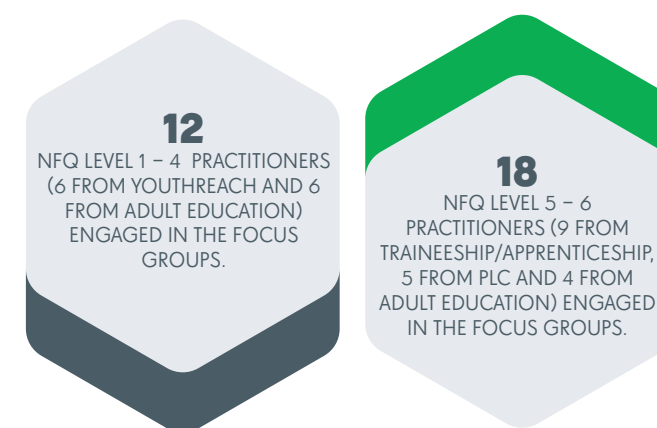 12
NFQ LEVEL 1 – 4 PRACTITIONERS
(6 FROM YOUTHREACH AND 6
FROM ADULT EDUCATION)
ENGAGED IN THE FOCUS
GROUPS.
18
NFQ LEVEL 5 – 6
PRACTITIONERS (9 FROM
TRAINEESHIP/APPRENTICESHIP,
5 FROM PLC AND 4 FROM
ADULT EDUCATION) ENGAGED
IN THE FOCUS GROUPS.